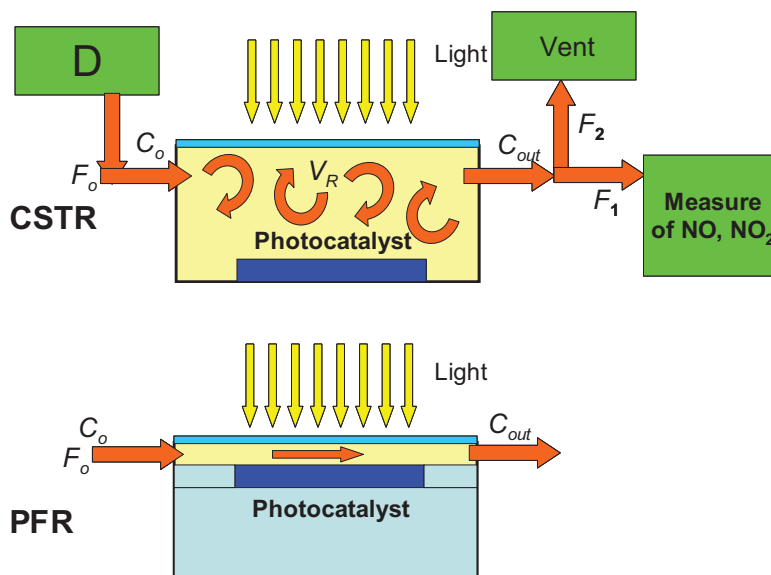 D
Light
Vent
C_o
C_out
F_2
F_o
V_R
F_1
CSTR
Photocatalyst
Measure
of NO, NO_2
Light
C_o
C_out
F_o
Photocatalyst
PFR